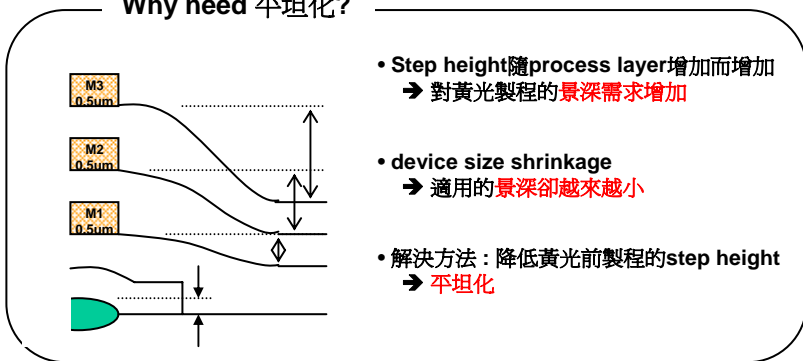 Why need 平坦化?
• Step height隨process layer增加而增加
➔ 對黃光製程的景深需求增加
• device size shrinkage
➔ 適用的景深卻越來越小
• 解決方法 : 降低黃光前製程的step height
➔ 平坦化
M3
0.5um
M2
0.5um
M1
0.5um